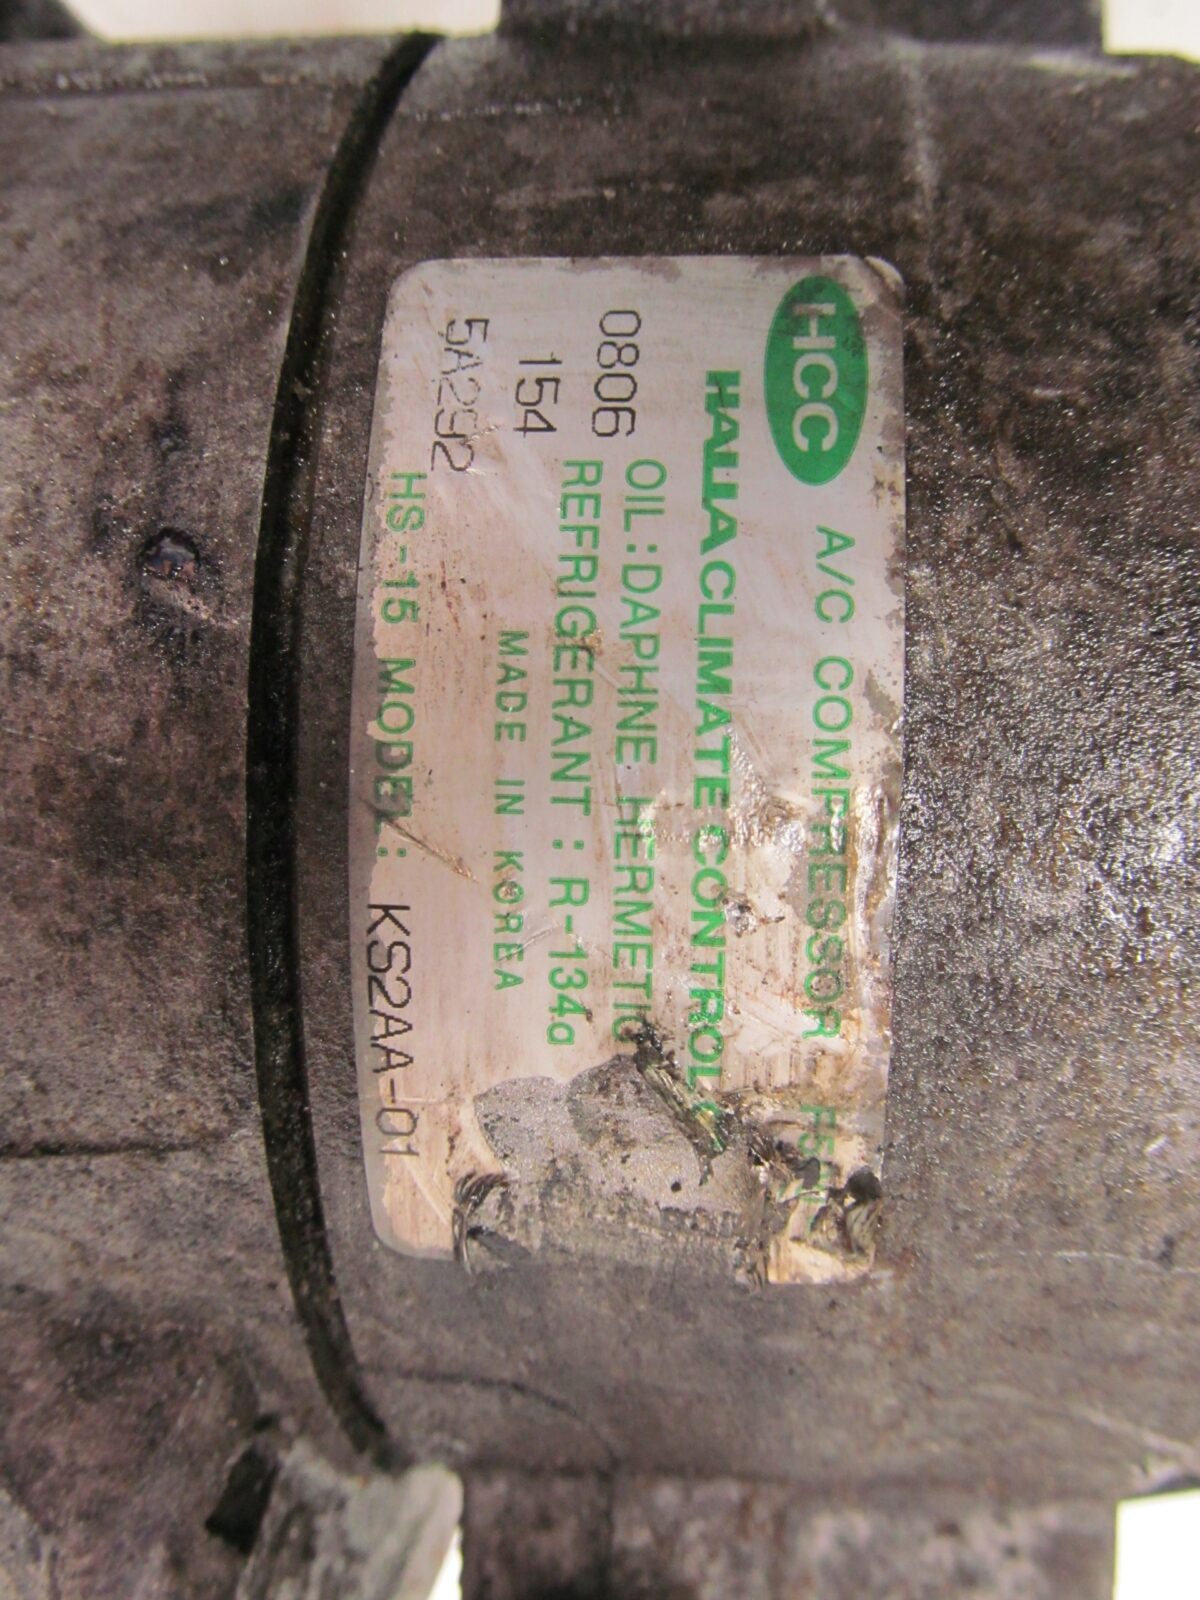 HCC A/C COMPRESSOR
HALLA CLIMATE CONTROL
0806 OIL:DAPHNE HERMETIC
154 REFRIGERANT : R-134a
5A292 MADE IN KOREA
HS-15 MODEL: KS2AA-01